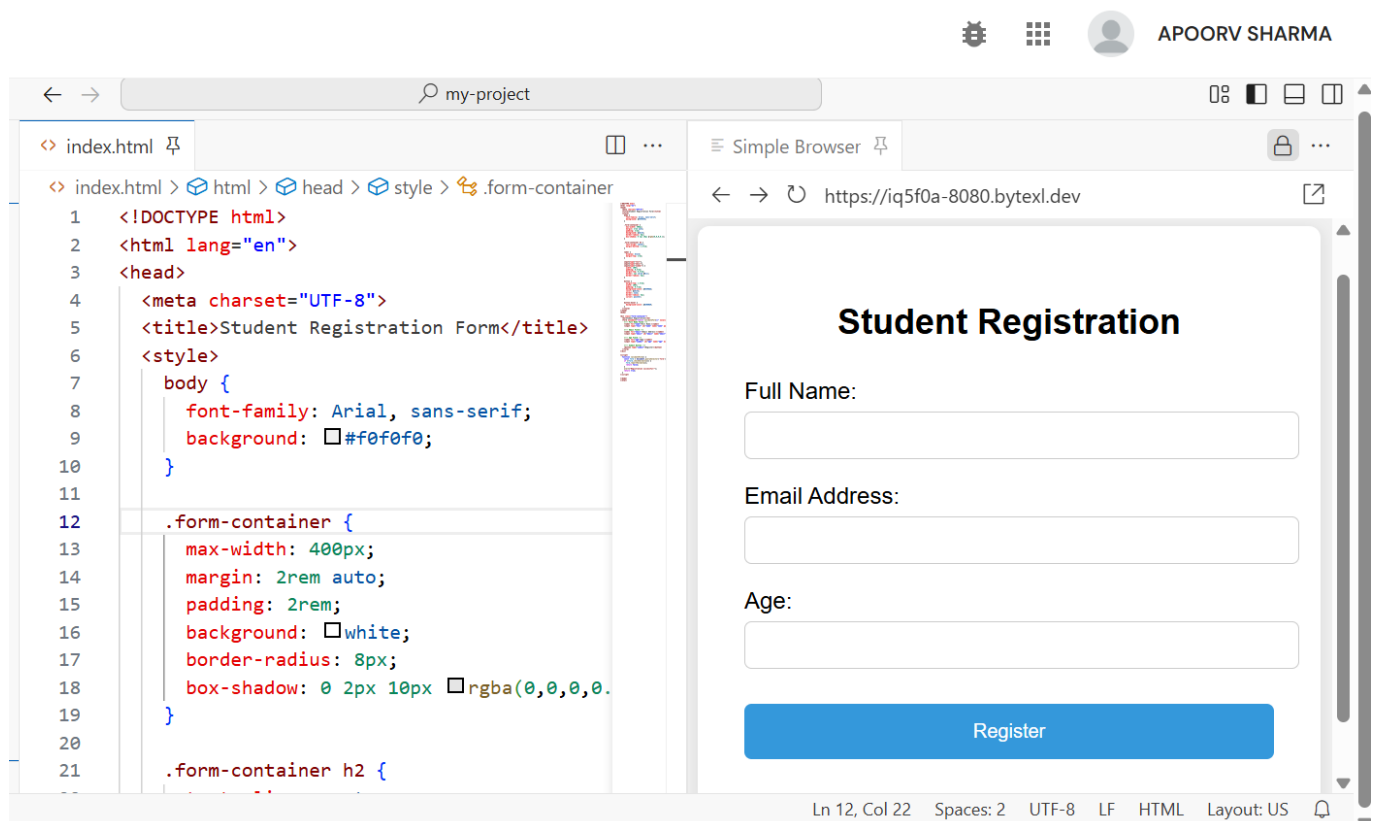 APOORV SHARMA
my-project
index.html
Simple Browser
index.html > html > head > style > .form-container
https://iq5f0a-8080.bytexl.dev
1 <!DOCTYPE html>
2 <html lang="en">
3 <head>
4 <meta charset="UTF-8">
5 <title>Student Registration Form</title>
6 <style>
7 body {
8 font-family: Arial, sans-serif;
9 background: #f0f0f0;
10 }
11
12 .form-container {
13 max-width: 400px;
14 margin: 2rem auto;
15 padding: 2rem;
16 background: white;
17 border-radius: 8px;
18 box-shadow: 0 2px 10px rgba(0,0,0,0.
19 }
20
21 .form-container h2 {
Student Registration
Full Name:
Email Address:
Age:
Register
Ln 12, Col 22 Spaces: 2 UTF-8 LF HTML Layout: US